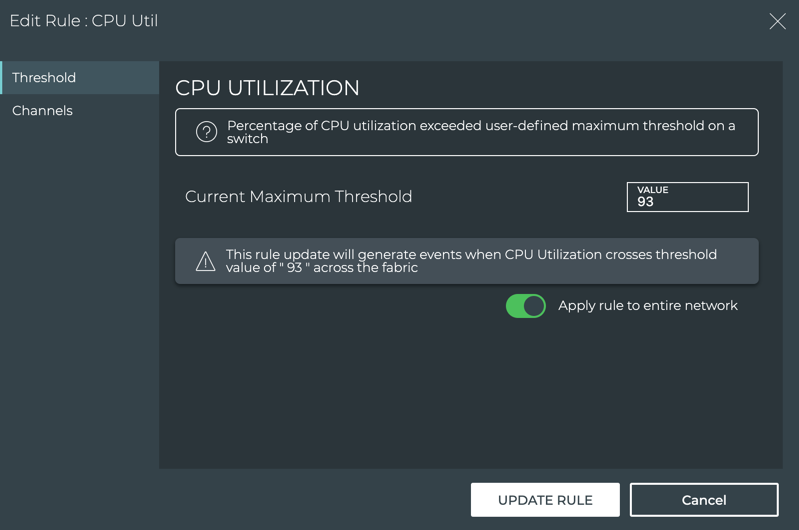 Edit Rule : CPU Util
Threshold
Channels
CPU UTILIZATION
Percentage of CPU utilization exceeded user-defined maximum threshold on a
switch
Current Maximum Threshold
VALUE
93
This rule update will generate events when CPU Utilization crosses threshold
value of " 93 " across the fabric
Apply rule to entire network
UPDATE RULE
Cancel